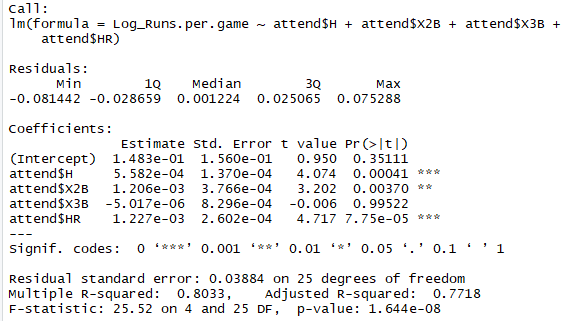 Call:
lm(formula = Log_Runs.per.game ~ attend$H + attend$X2B + attend$X3B +
    attend$HR)

Residuals:
      Min        1Q    Median        3Q       Max
-0.081442 -0.028659  0.001224  0.025065  0.075288

Coefficients:
              Estimate Std. Error t value Pr(>|t|)
(Intercept)  1.483e-01  1.560e-01   0.950  0.35111
attend$H     5.582e-04  1.370e-04   4.074  0.00041 ***
attend$X2B   1.206e-03  3.766e-04   3.202  0.00370 **
attend$X3B  -5.017e-06  8.296e-04  -0.006  0.99522
attend$HR    1.227e-03  2.602e-04   4.717 7.75e-05 ***
---
Signif. codes:  0 ‘***’ 0.001 ‘**’ 0.01 ‘*’ 0.05 ‘.’ 0.1 ‘ ’ 1

Residual standard error: 0.03884 on 25 degrees of freedom
Multiple R-squared:  0.8033,    Adjusted R-squared:  0.7718
F-statistic: 25.52 on 4 and 25 DF,  p-value: 1.644e-08